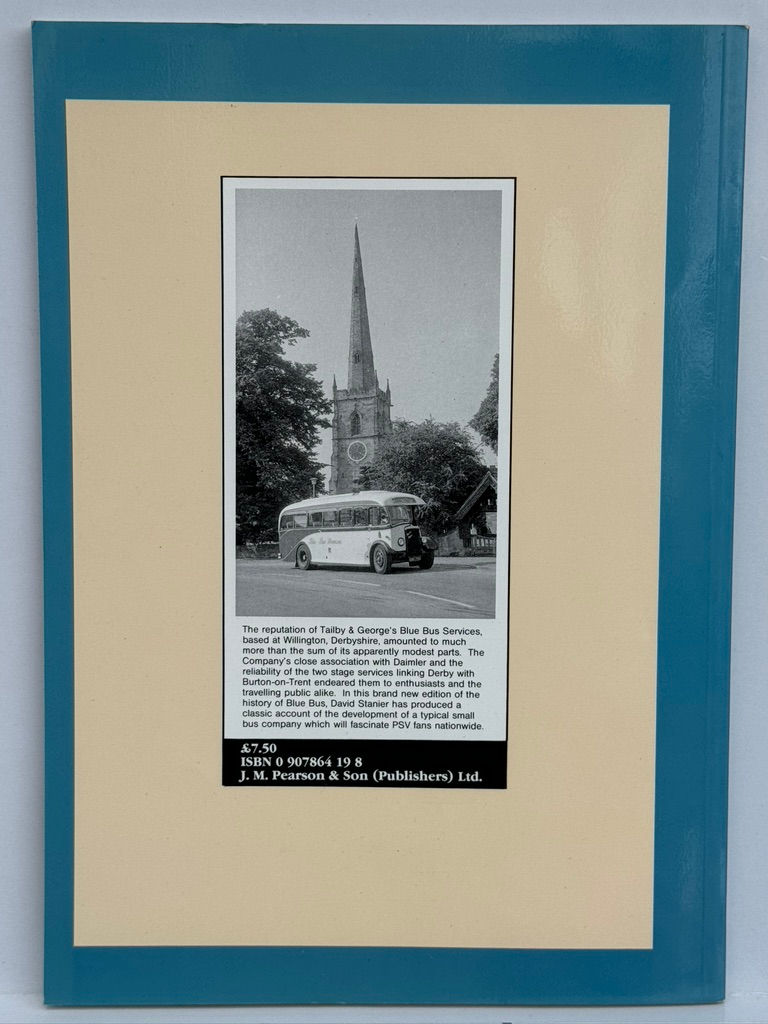 The reputation of Tailby & George's Blue Bus Services,
based at Willington, Derbyshire, amounted to much
more than the sum of its apparently modest parts. The
Company's close association with Daimler and the
reliability of the two stage services linking Derby with
Burton-on-Trent endeared them to enthusiasts and the
travelling public alike. In this brand new edition of the
history of Blue Bus, David Stanier has produced a
classic account of the development of a typical small
bus company which will fascinate PSV fans nationwide.
£7.50
ISBN 0 907864 19 8
J. M. Pearson & Son (Publishers) Ltd.